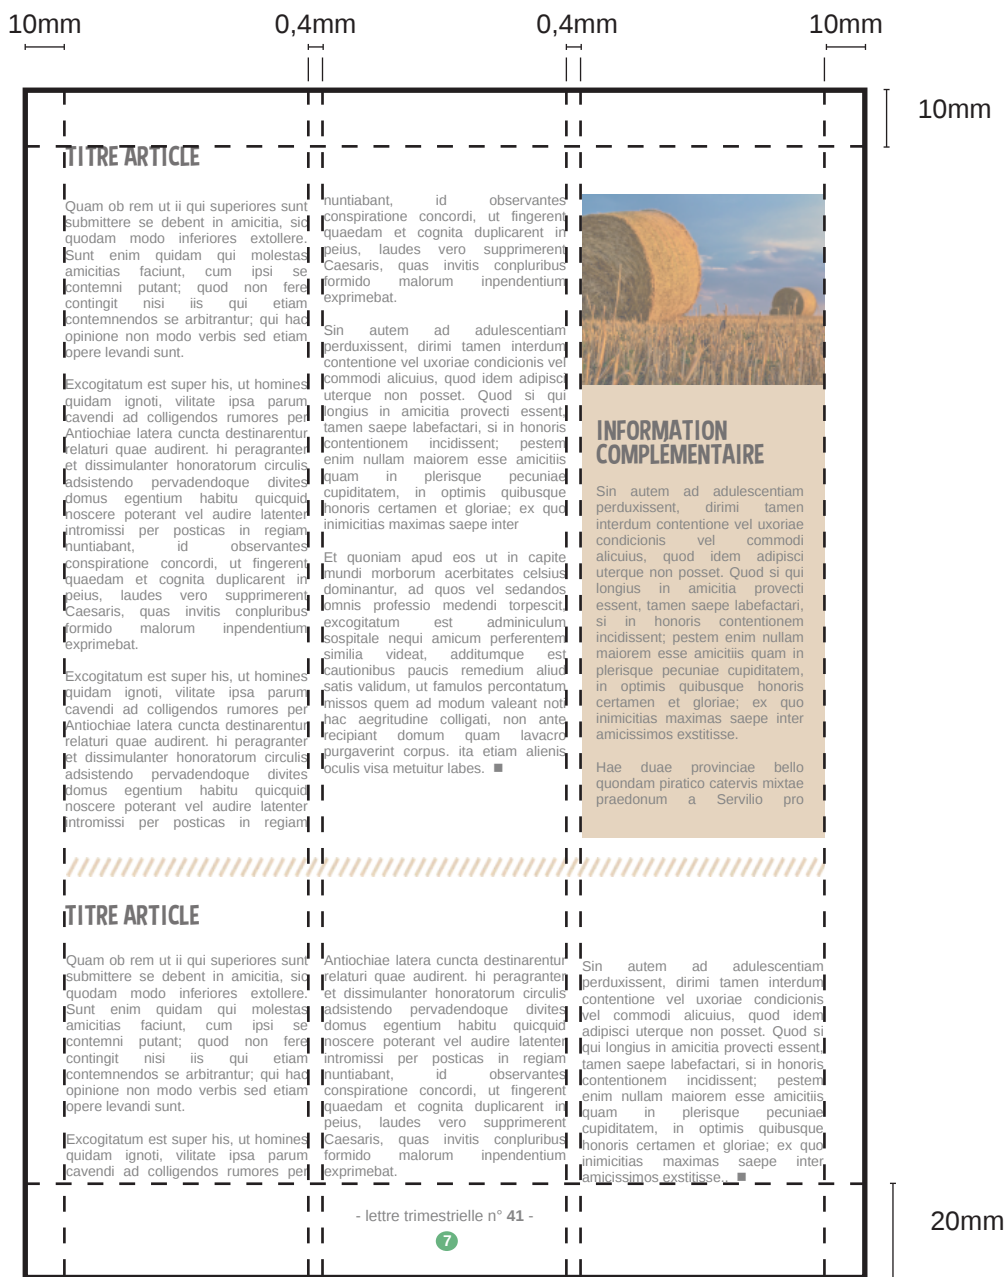 10mm
0,4mm
0,4mm
10mm
10mm
TITRE ARTICLE
Quam ob rem ut ii qui superiores sunt
submittere se debent in amicitia, sic
quodam modo inferiores extollere.
Sunt enim quidam qui molestas
amicitias faciunt, cum ipsi se
contemni putant; quod non fere
contingit nisi iis qui etiam
contemnendos se arbitrantur; qui hac
opinione non modo verbis sed etiam
opere levandi sunt.
Excogitatum est super his, ut homines
quidam ignoti, vilitate ipsa parum
cavendi ad colligendos rumores per
Antiochiae latera cuncta destinarentur
relaturi quae audirent. hi peragranter
et dissimulanter honoratorum circulis
adsistendo pervadendoque divites
domus egentium habitu quicquid
noscere poterant vel audire latenter
intromissi per posticas in regiam
nuntiabant, id observantes
conspiratione concordi, ut fingerent
quaedam et cognita duplicarent in
peius, laudes vero supprimerent
Caesaris, quas invitis conpluribus
formido malorum inpendentium
exprimebat.
Excogitatum est super his, ut homines
quidam ignoti, vilitate ipsa parum
cavendi ad colligendos rumores per
Antiochiae latera cuncta destinarentur
relaturi quae audirent. hi peragranter
et dissimulanter honoratorum circulis
adsistendo pervadendoque divites
domus egentium habitu quicquid
noscere poterant vel audire latenter
intromissi per posticas in regiam
nuntiabant, id observantes
conspiratione concordi, ut fingerent
quaedam et cognita duplicarent in
peius, laudes vero supprimerent
Caesaris, quas invitis conpluribus
formido malorum inpendentium
exprimebat.
Sin autem ad adulescentiam
perduxissent, dirimi tamen interdum
contentione vel uxoriae condicionis vel
commodi alicuius, quod idem adipisci
uterque non posset. Quod si qui
longius in amicitia provecti essent,
tamen saepe labefactari, si in honoris
contentionem incidissent; pestem
enim nullam maiorem esse amicitiis
quam in plerisque pecuniae
cupiditatem, in optimis quibusque
honoris certamen et gloriae; ex quo
inimicitias maximas saepe inter
Et quoniam apud eos ut in capite
mundi morborum acerbitates celsius
dominantur, ad quos vel sedandos
omnis professio medendi torpescit,
excogitatum est adminiculum
sospitale nequi amicum perferentem
similia videat, additumque est
cautionibus paucis remedium aliud
satis validum, ut famulos percontatum
missos quem ad modum valeant noti
hac aegritudine colligati, non ante
recipiant domum quam lavacro
purgaverint corpus. ita etiam alienis
oculis visa metuitur labes. ■
INFORMATION
COMPLÉMENTAIRE
Sin autem ad adulescentiam
perduxissent, dirimi tamen
interdum contentione vel uxoriae
condicionis vel commodi
alicuius, quod idem adipisci
uterque non posset. Quod si qui
longius in amicitia provecti
essent, tamen saepe labefactari,
si in honoris contentionem
incidissent; pestem enim nullam
maiorem esse amicitiis quam in
plerisque pecuniae cupiditatem,
in optimis quibusque honoris
certamen et gloriae; ex quo
inimicitias maximas saepe inter
amicissimos exstitisse.
Hae duae provinciae bello
quondam piratico catervis mixtae
praedonum a Servilio pro
TITRE ARTICLE
Quam ob rem ut ii qui superiores sunt
submittere se debent in amicitia, sic
quodam modo inferiores extollere.
Sunt enim quidam qui molestas
amicitias faciunt, cum ipsi se
contemni putant; quod non fere
contingit nisi iis qui etiam
contemnendos se arbitrantur; qui hac
opinione non modo verbis sed etiam
opere levandi sunt.
Excogitatum est super his, ut homines
quidam ignoti, vilitate ipsa parum
cavendi ad colligendos rumores per
Antiochiae latera cuncta destinarentur
relaturi quae audirent. hi peragranter
et dissimulanter honoratorum circulis
adsistendo pervadendoque divites
domus egentium habitu quicquid
noscere poterant vel audire latenter
intromissi per posticas in regiam
nuntiabant, id observantes
conspiratione concordi, ut fingerent
quaedam et cognita duplicarent in
peius, laudes vero supprimerent
Caesaris, quas invitis conpluribus
formido malorum inpendentium
exprimebat.
Sin autem ad adulescentiam
perduxissent, dirimi tamen interdum
contentione vel uxoriae condicionis
vel commodi alicuius, quod idem
adipisci uterque non posset. Quod si
qui longius in amicitia provecti essent,
tamen saepe labefactari, si in honoris
contentionem incidissent; pestem
enim nullam maiorem esse amicitiis
quam in plerisque pecuniae
cupiditatem, in optimis quibusque
honoris certamen et gloriae; ex quo
inimicitias maximas saepe inter
amicissimos exstitisse.. ■
20mm
- lettre trimestrielle n° 41 -
7